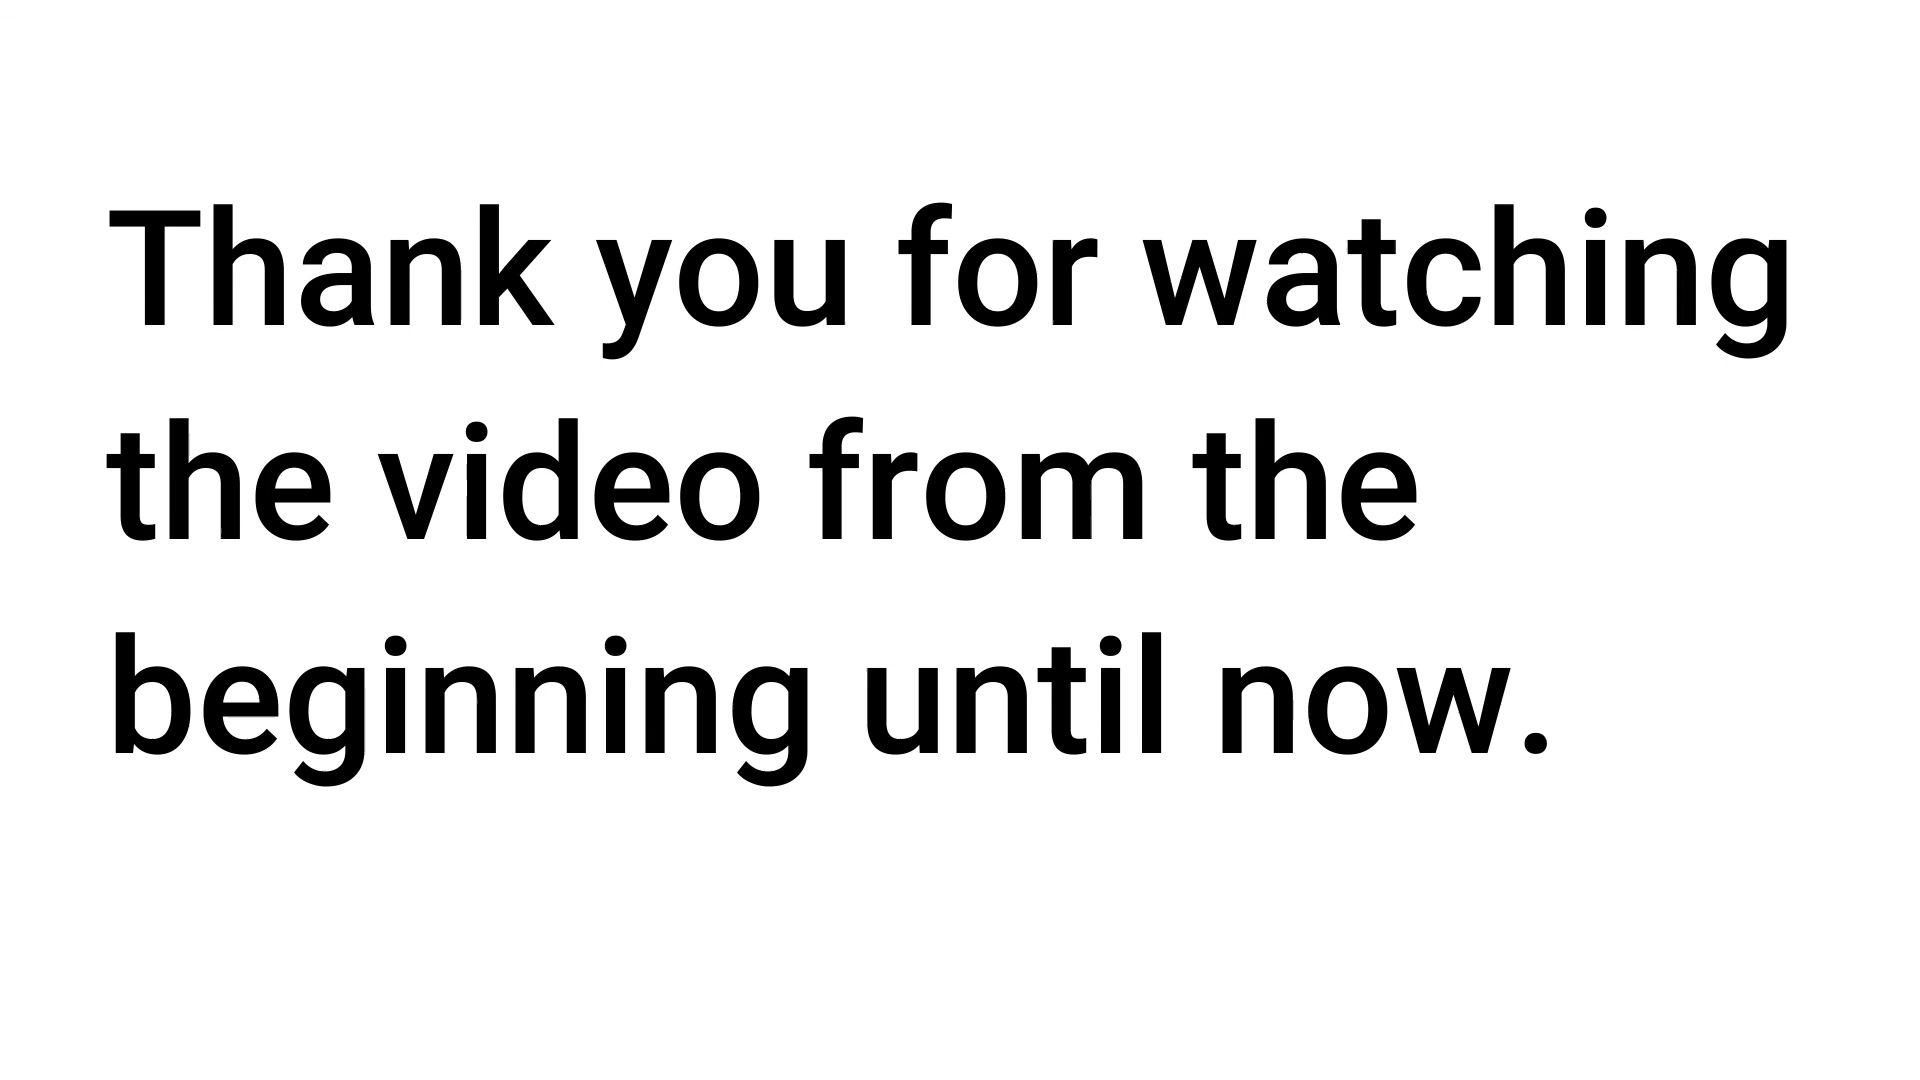 Thank you for watching
the video from the
beginning until now.